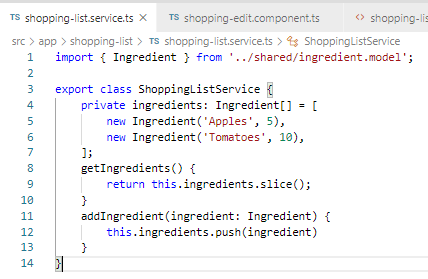 TS shopping-list.service.ts × TS shopping-edit.component.ts <> shopping-lis
src > app > shopping-list > TS shopping-list.service.ts > ShoppingListService
1 import { Ingredient } from '../shared/ingredient.model';
2
3 export class ShoppingListService {
4     private ingredients: Ingredient[] = [
5         new Ingredient('Apples', 5),
6         new Ingredient('Tomatoes', 10),
7     ];
8     getIngredients() {
9         return this.ingredients.slice();
10     }
11     addIngredient(ingredient: Ingredient) {
12         this.ingredients.push(ingredient)
13     }
14 }